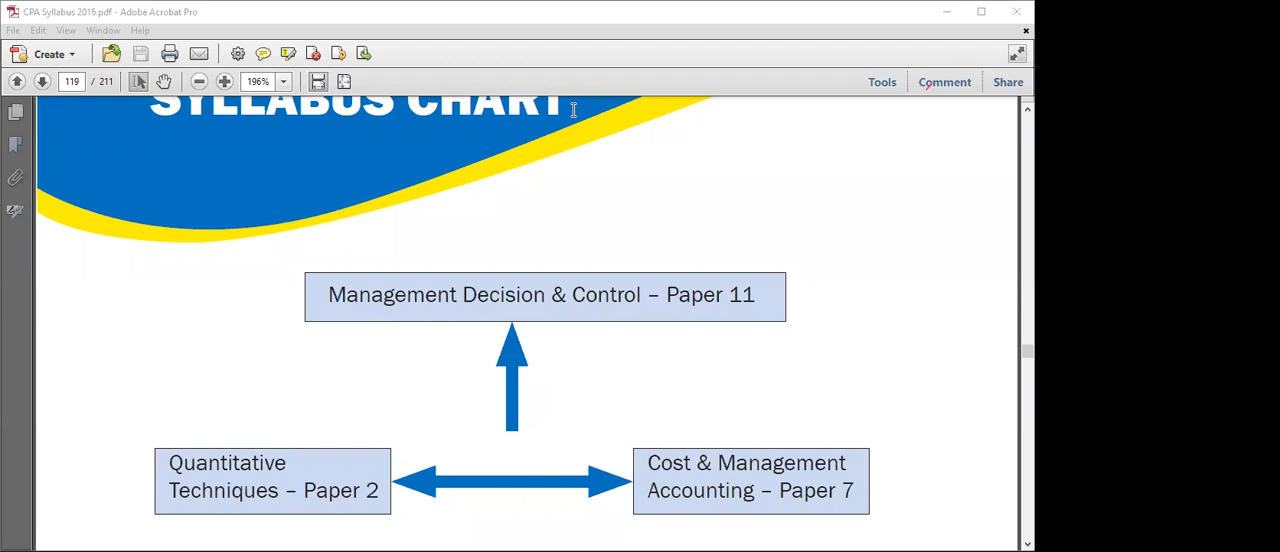 CPA Syllabus 2016.pdf - Adobe Acrobat Pro
File Edit View Window Help
Create
119 / 211
196%
Tools Comment Share
SYLLABUS CHART
Management Decision & Control – Paper 11
Quantitative
Techniques – Paper 2
Cost & Management
Accounting – Paper 7